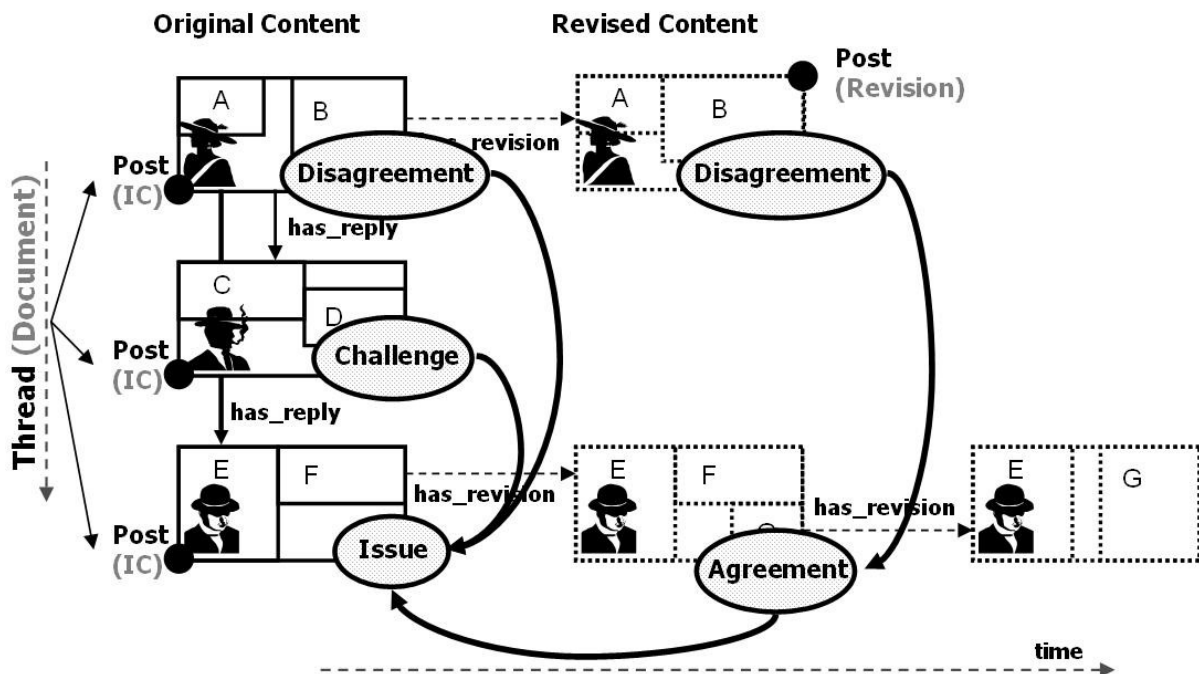 Original Content
Revised Content
Post
(Revision)
A
B
has_revision
A
B
Post
(IC)
Disagreement
Disagreement
has_reply
Thread (Document)
C
D
Post
(IC)
Challenge
has_reply
E
F
has_revision
E
F
has_revision
E
G
Post
(IC)
Issue
Agreement
time